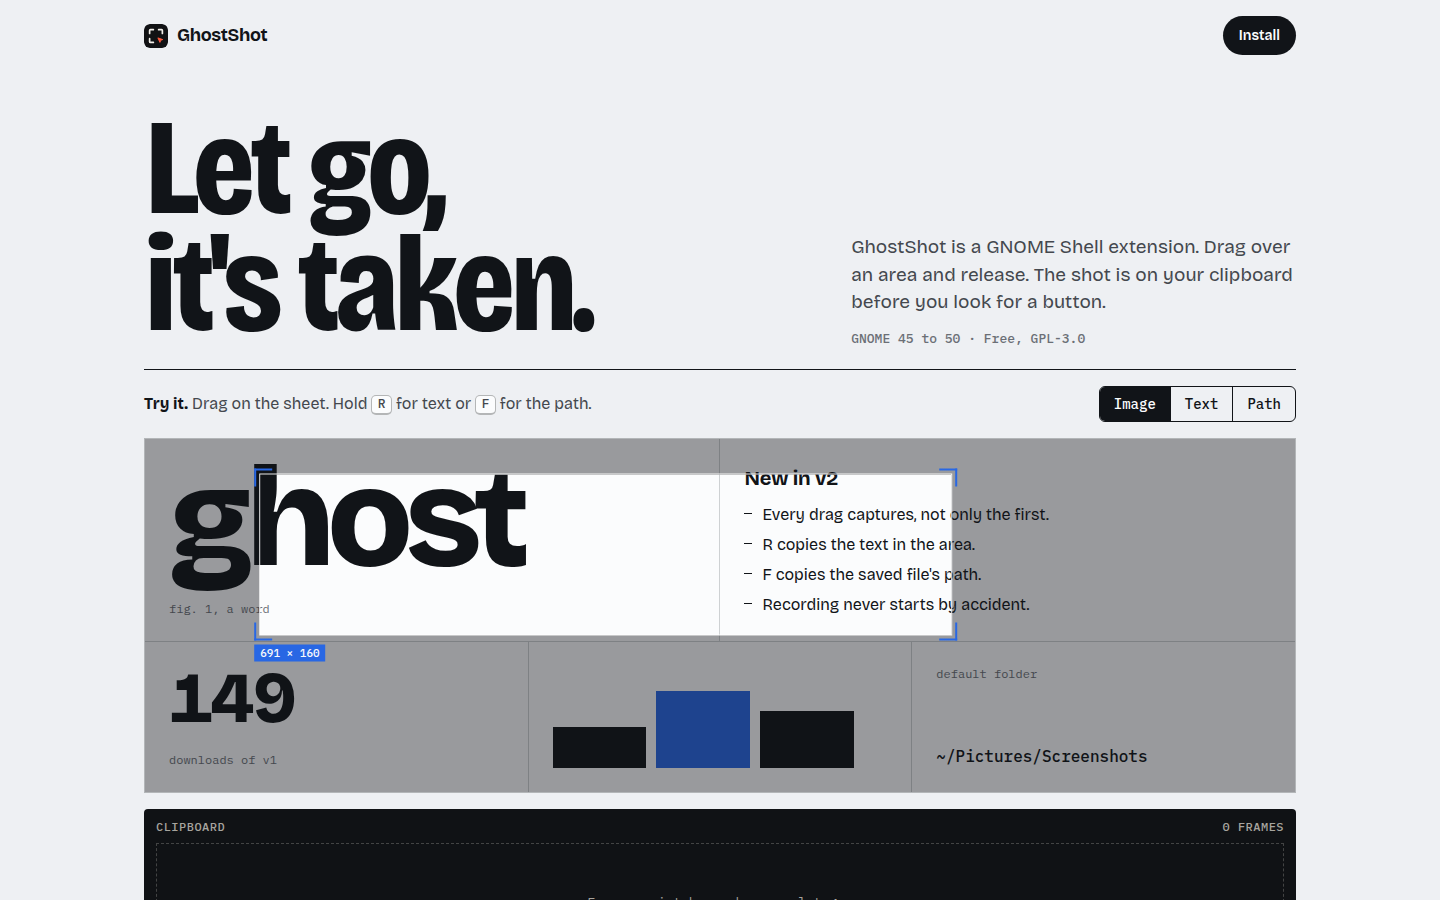 GhostShot
Install
Let go,
it's taken.
GhostShot is a GNOME Shell extension. Drag over
an area and release. The shot is on your clipboard
before you look for a button.
GNOME 45 to 50 · Free, GPL-3.0
Try it. Drag on the sheet. Hold R for text or F for the path.
Image
Text
Path
ghost
fig. 1, a word
New in v2
– Every drag captures, not only the first.
– R copies the text in the area.
– F copies the saved file's path.
– Recording never starts by accident.
691 × 160
149
downloads of v1
default folder
~/Pictures/Screenshots
CLIPBOARD
0 FRAMES